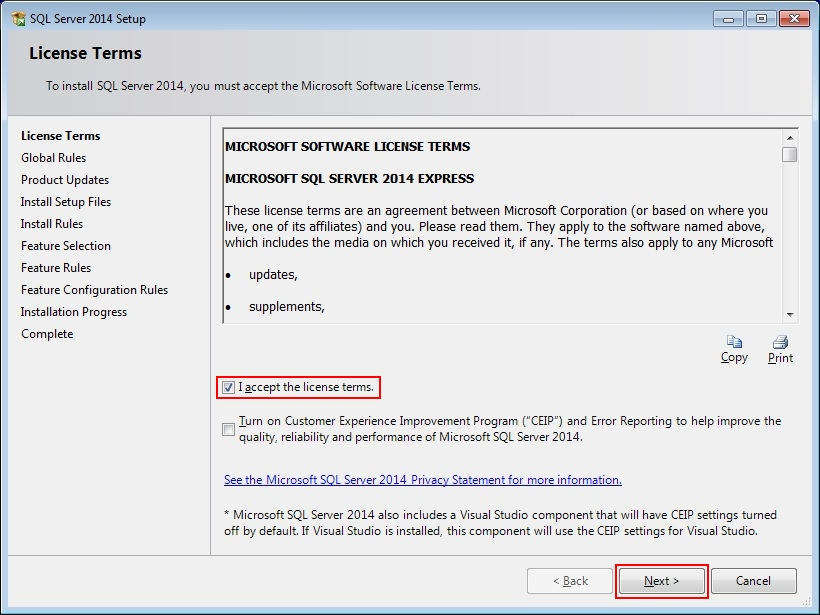 SQL Server 2014 Setup
License Terms
To install SQL Server 2014, you must accept the Microsoft Software License Terms.
License Terms
Global Rules
Product Updates
Install Setup Files
Install Rules
Feature Selection
Feature Rules
Feature Configuration Rules
Installation Progress
Complete
MICROSOFT SOFTWARE LICENSE TERMS
MICROSOFT SQL SERVER 2014 EXPRESS
These license terms are an agreement between Microsoft Corporation (or based on where you
live, one of its affiliates) and you. Please read them. They apply to the software named above,
which includes the media on which you received it, if any. The terms also apply to any Microsoft
• updates,
• supplements,
Copy
Print
I accept the license terms.
Turn on Customer Experience Improvement Program ("CEIP") and Error Reporting to help improve the
quality, reliability and performance of Microsoft SQL Server 2014.
See the Microsoft SQL Server 2014 Privacy Statement for more information.
* Microsoft SQL Server 2014 also includes a Visual Studio component that will have CEIP settings turned
off by default. If Visual Studio is installed, this component will use the CEIP settings for Visual Studio.
< Back
Next >
Cancel